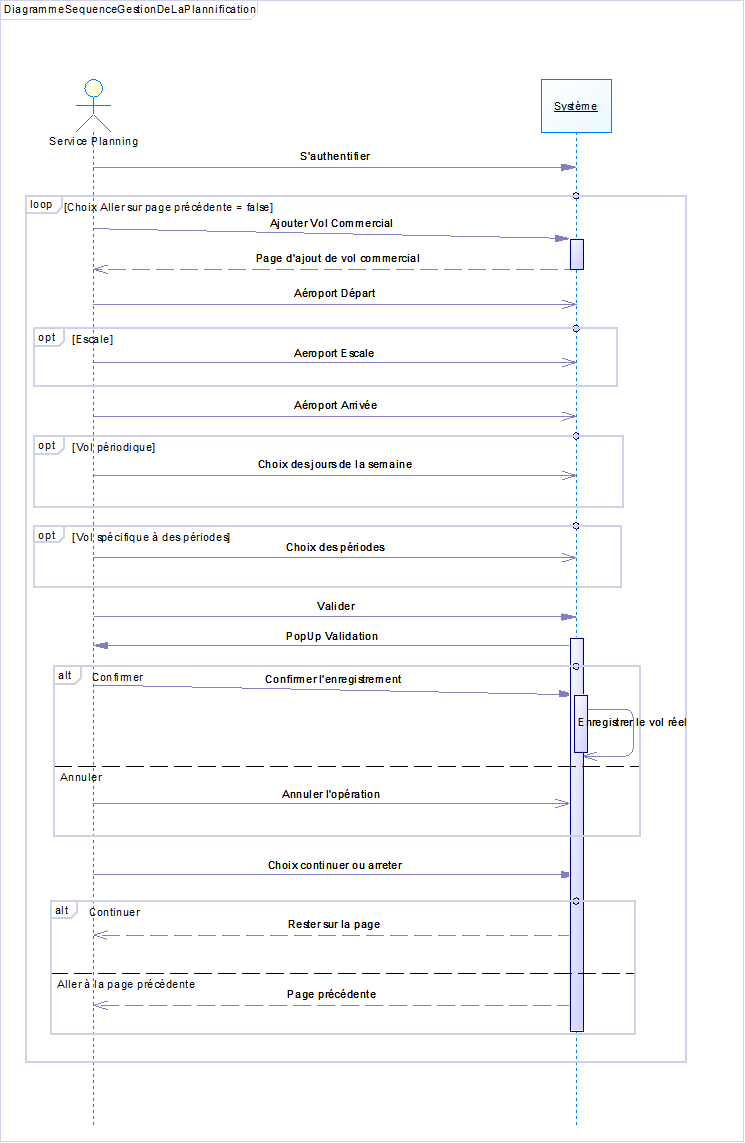 DiagrammeSequenceGestionDeLaPlannification
Système
Service Planning
S'authentifier
loop
[Choix Aller sur page précédente = false]
Ajouter Vol Commercial
Page d'ajout de vol commercial
Aéroport Départ
opt
[Escale]
Aeroport Escale
Aéroport Arrivée
opt
[Vol périodique]
Choix des jours de la semaine
opt
[Vol spécifique à des périodes]
Choix des périodes
Valider
PopUp Validation
alt
Confirmer
Confirmer l'enregistrement
Enregistrer le vol réel
Annuler
Annuler l'opération
Choix continuer ou arreter
alt
Continuer
Rester sur la page
Aller à la page précédente
Page précédente